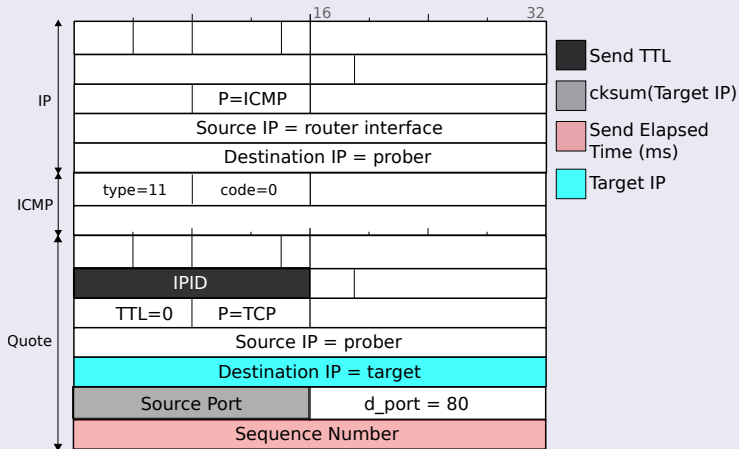 16
32
IP
P=ICMP
Source IP = router interface
Destination IP = prober
ICMP
type=11
code=0
Quote
IPID
TTL=0
P=TCP
Source IP = prober
Destination IP = target
Source Port
d_port = 80
Sequence Number
Send TTL
cksum(Target IP)
Send Elapsed
Time (ms)
Target IP